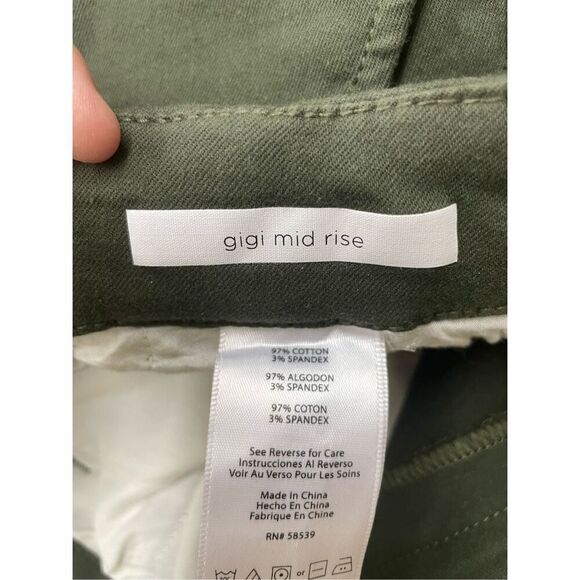 gigi mid rise
97% COTTON
3% SPANDEX
97% ALGODON
3% SPANDEX
97% COTON
3% SPANDEX
See Reverse for Care
Instrucciones Al Reverso
Voir Au Verso Pour Les Soins
Made in China
Hecho En China
Fabrique En Chine
RN# 58539
or